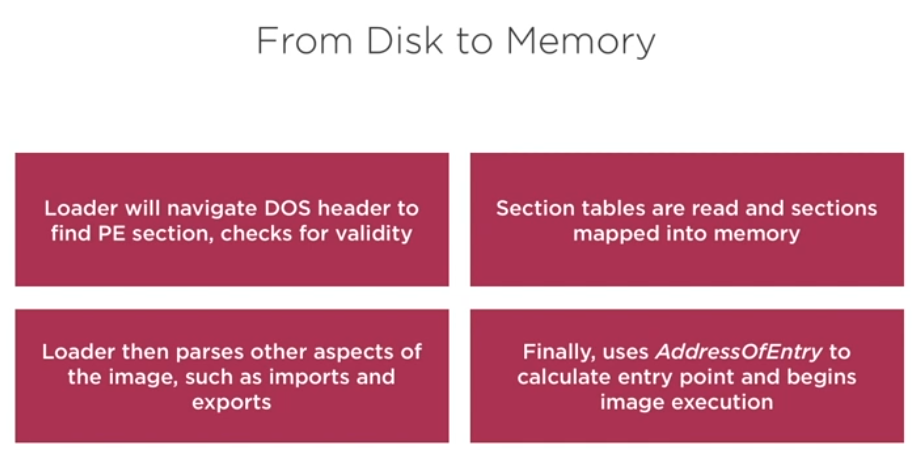 From Disk to Memory
Loader will navigate DOS header to
find PE section, checks for validity
Section tables are read and sections
mapped into memory
Loader then parses other aspects of
the image, such as imports and
exports
Finally, uses AddressOfEntry to
calculate entry point and begins
image execution